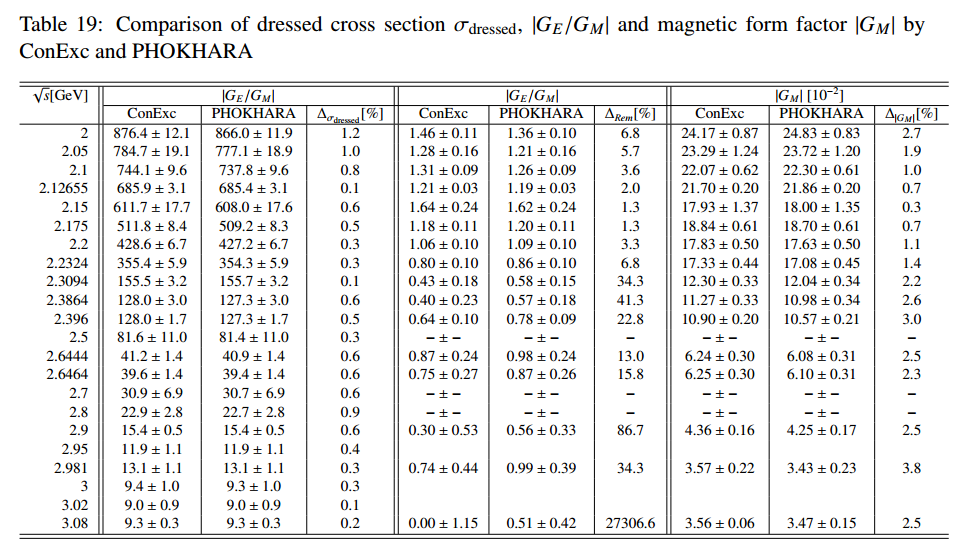 Table 19: Comparison of dressed cross section σ_dressed, |G_E/G_M| and magnetic form factor |G_M| by
ConExc and PHOKHARA
√s[GeV] |G_E/G_M| |G_E/G_M| |G_M| [10^−2]
ConExc PHOKHARA Δ_σdressed[%] ConExc PHOKHARA Δ_Rem[%] ConExc PHOKHARA Δ_|G_M|[%]
2 876.4 ± 12.1 866.0 ± 11.9 1.2 1.46 ± 0.11 1.36 ± 0.10 6.8 24.17 ± 0.87 24.83 ± 0.83 2.7
2.05 784.7 ± 19.1 777.1 ± 18.9 1.0 1.28 ± 0.16 1.21 ± 0.16 5.7 23.29 ± 1.24 23.72 ± 1.20 1.9
2.1 744.1 ± 9.6 737.8 ± 9.6 0.8 1.31 ± 0.09 1.26 ± 0.09 3.6 22.07 ± 0.62 22.30 ± 0.61 1.0
2.12655 685.9 ± 3.1 685.4 ± 3.1 0.1 1.21 ± 0.03 1.19 ± 0.03 2.0 21.70 ± 0.20 21.86 ± 0.20 0.7
2.15 611.7 ± 17.7 608.0 ± 17.6 0.6 1.64 ± 0.24 1.62 ± 0.24 1.3 17.93 ± 1.37 18.00 ± 1.35 0.3
2.175 511.8 ± 8.4 509.2 ± 8.3 0.5 1.18 ± 0.11 1.20 ± 0.11 1.3 18.84 ± 0.61 18.70 ± 0.61 0.7
2.2 428.6 ± 6.7 427.2 ± 6.7 0.3 1.06 ± 0.10 1.09 ± 0.10 3.3 17.83 ± 0.50 17.63 ± 0.50 1.1
2.2324 355.4 ± 5.9 354.3 ± 5.9 0.3 0.80 ± 0.10 0.86 ± 0.10 6.8 17.33 ± 0.44 17.08 ± 0.45 1.4
2.3094 155.5 ± 3.2 155.7 ± 3.2 0.1 0.43 ± 0.18 0.58 ± 0.15 34.3 12.30 ± 0.33 12.04 ± 0.34 2.2
2.3864 128.0 ± 3.0 127.3 ± 3.0 0.6 0.40 ± 0.23 0.57 ± 0.18 41.3 11.27 ± 0.33 10.98 ± 0.34 2.6
2.396 128.0 ± 1.7 127.3 ± 1.7 0.5 0.64 ± 0.10 0.78 ± 0.09 22.8 10.90 ± 0.20 10.57 ± 0.21 3.0
2.5 81.6 ± 11.0 81.4 ± 11.0 0.3 − ± − − ± − − − ± − − ± − −
2.6444 41.2 ± 1.4 40.9 ± 1.4 0.6 0.87 ± 0.24 0.98 ± 0.24 13.0 6.24 ± 0.30 6.08 ± 0.31 2.5
2.6464 39.6 ± 1.4 39.4 ± 1.4 0.6 0.75 ± 0.27 0.87 ± 0.26 15.8 6.25 ± 0.30 6.10 ± 0.31 2.3
2.7 30.9 ± 6.9 30.7 ± 6.9 0.6 − ± − − ± − − − ± − − ± − −
2.8 22.9 ± 2.8 22.7 ± 2.8 0.9 − ± − − ± − − − ± − − ± − −
2.9 15.4 ± 0.5 15.4 ± 0.5 0.6 0.30 ± 0.53 0.56 ± 0.33 86.7 4.36 ± 0.16 4.25 ± 0.17 2.5
2.95 11.9 ± 1.1 11.9 ± 1.1 0.4
2.981 13.1 ± 1.1 13.1 ± 1.1 0.3 0.74 ± 0.44 0.99 ± 0.39 34.3 3.57 ± 0.22 3.43 ± 0.23 3.8
3 9.4 ± 1.0 9.3 ± 1.0 0.3
3.02 9.0 ± 0.9 9.0 ± 0.9 0.1
3.08 9.3 ± 0.3 9.3 ± 0.3 0.2 0.00 ± 1.15 0.51 ± 0.42 27306.6 3.56 ± 0.06 3.47 ± 0.15 2.5